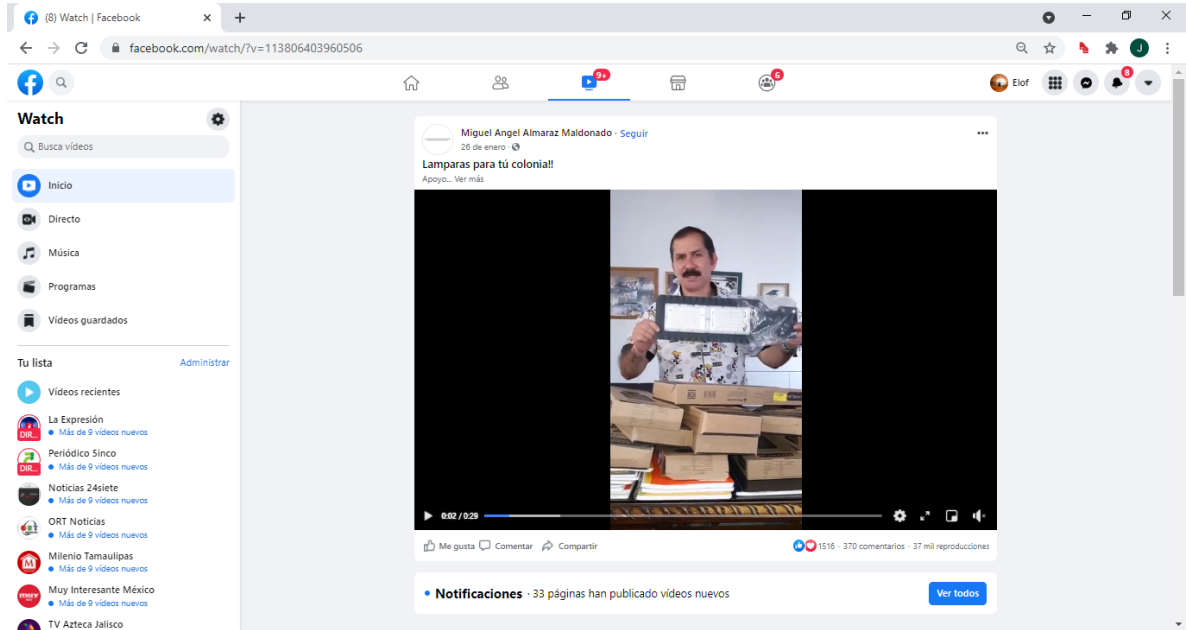 (8) Watch | Facebook
facebook.com/watch/?v=113806403960506
J
9+
6
Elof
8
Watch
Busca vídeos
Inicio
Directo
Música
Programas
Vídeos guardados
Tu lista
Administrar
Vídeos recientes
La Expresión
DIR...
Más de 9 vídeos nuevos
Periódico 5inco
DIR...
Más de 9 vídeos nuevos
Noticias 24siete
Más de 9 vídeos nuevos
ORT Noticias
Más de 9 vídeos nuevos
Milenio Tamaulipas
Más de 9 vídeos nuevos
Muy Interesante México
Más de 9 vídeos nuevos
TV Azteca Jalisco
Miguel Angel Almaraz Maldonado · Seguir
26 de enero ·
Lamparas para tú colonia!!
Apoyo... Ver más
0:02 / 0:29
Me gusta Comentar Compartir
1516 · 370 comentarios · 37 mil reproducciones
Notificaciones · 33 páginas han publicado vídeos nuevos
Ver todos